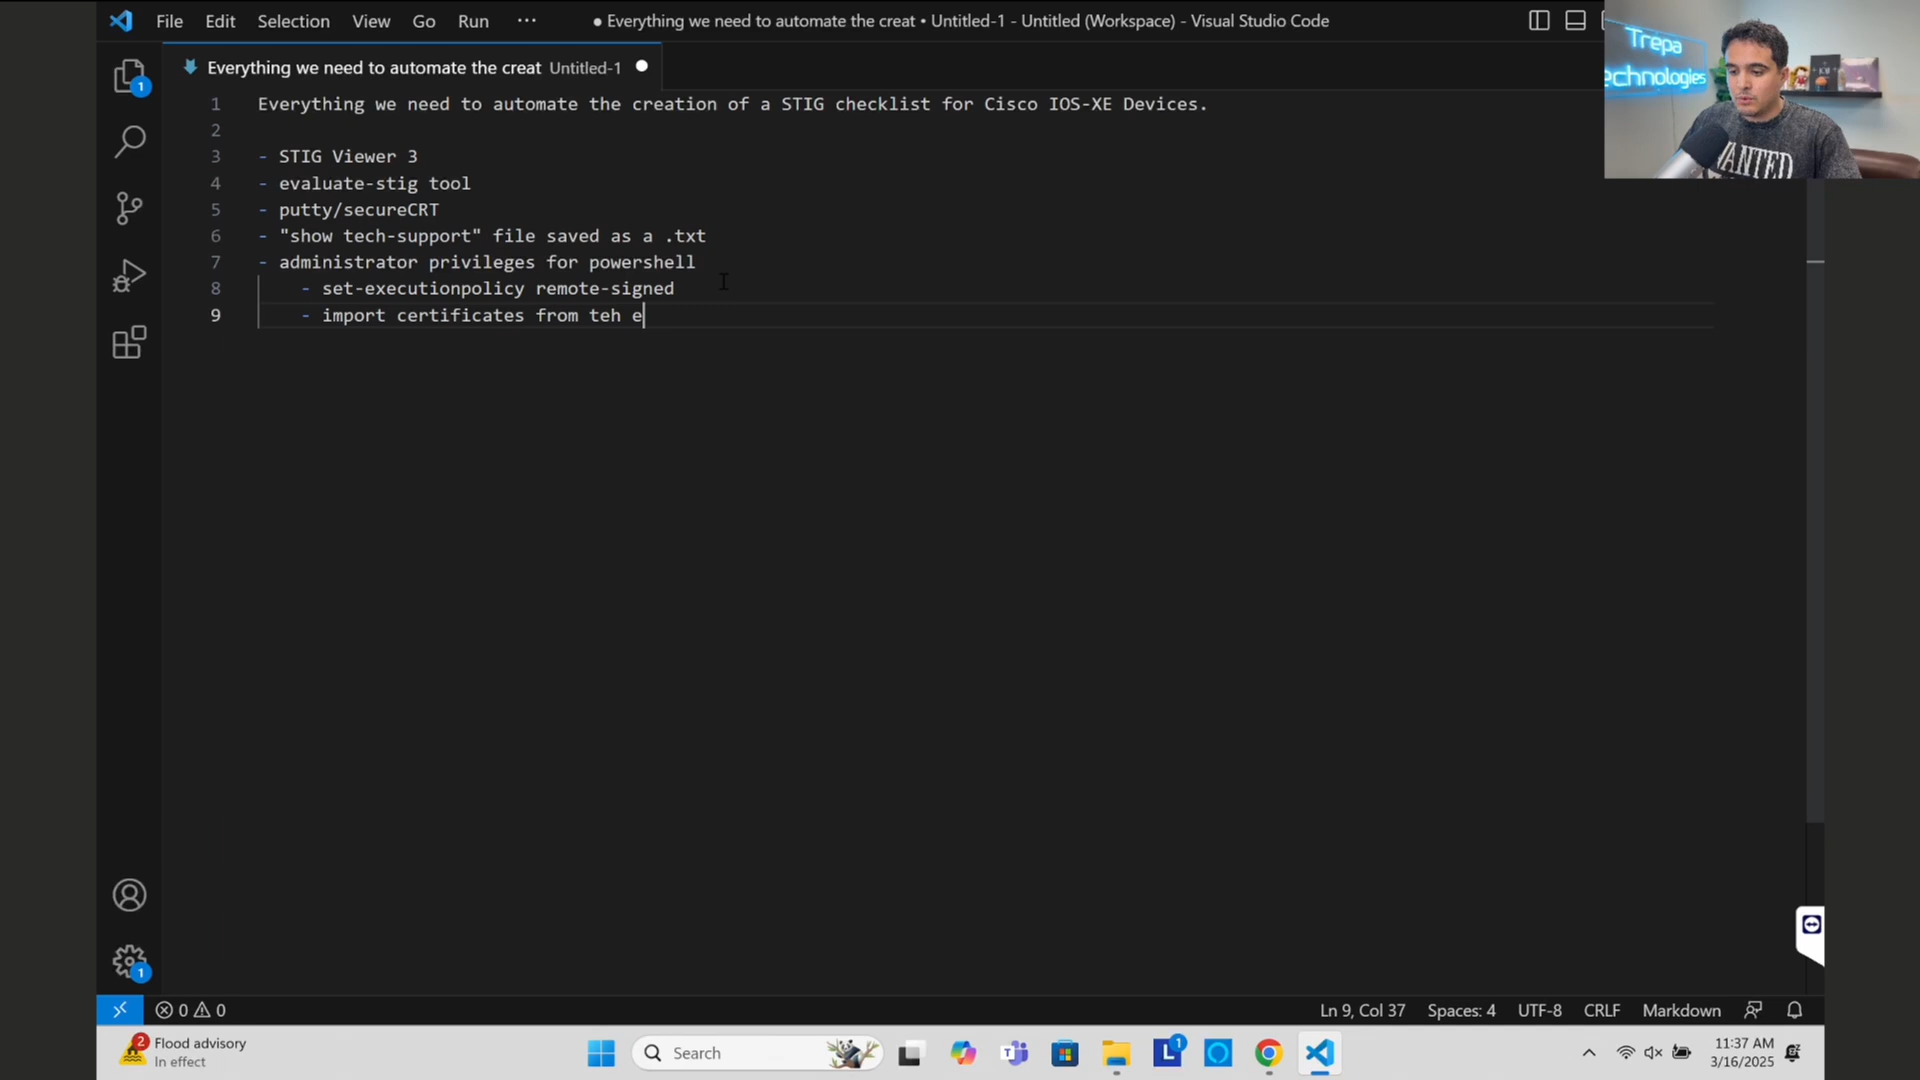 File Edit Selection View Go Run ··· ● Everything we need to automate the creat • Untitled-1 - Untitled (Workspace) - Visual Studio Code
Trepa
echnologies
WANTED
Everything we need to automate the creat Untitled-1 ●
1 Everything we need to automate the creation of a STIG checklist for Cisco IOS-XE Devices.
2
3 - STIG Viewer 3
4 - evaluate-stig tool
5 - putty/secureCRT
6 - "show tech-support" file saved as a .txt
7 - administrator privileges for powershell
8 - set-executionpolicy remote-signed
9 - import certificates from teh e
1
1
0 0 Ln 9, Col 37 Spaces: 4 UTF-8 CRLF Markdown
2 Flood advisory
In effect
Search
L 1
11:37 AM
3/16/2025